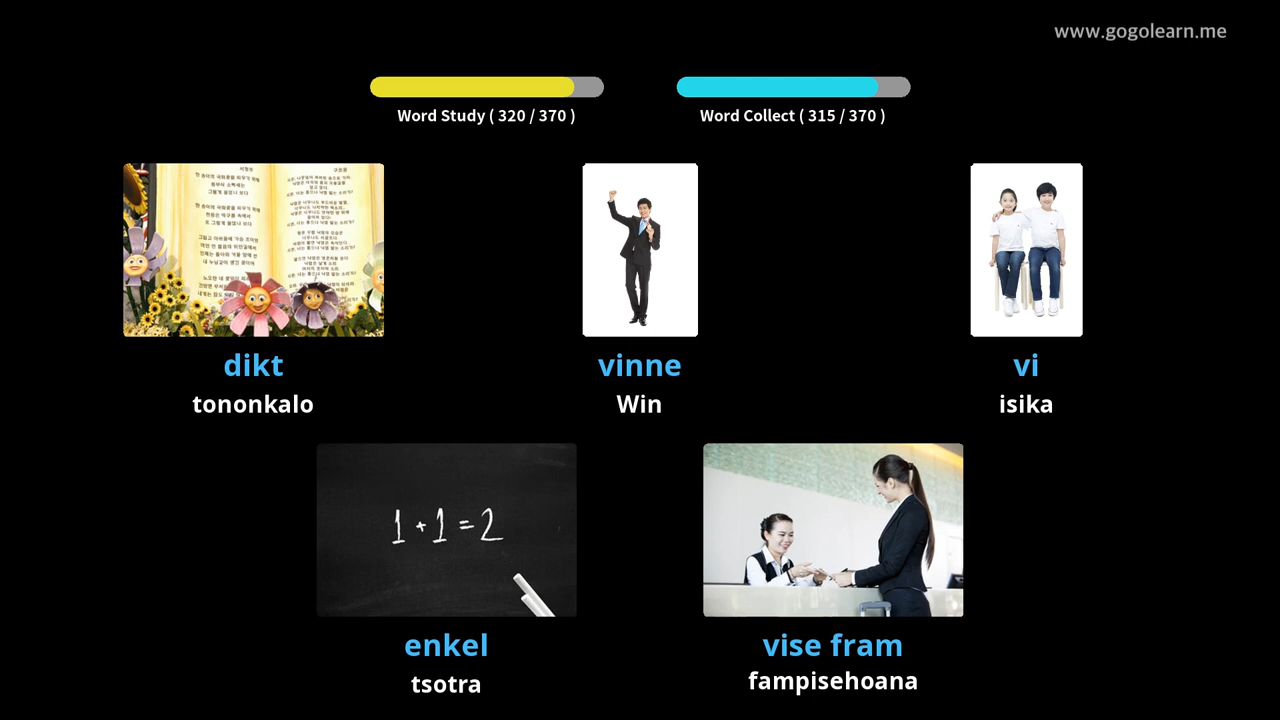 www.gogolearn.me
Word Study ( 320 / 370 )
Word Collect ( 315 / 370 )
dikt
tononkalo
vinne
Win
vi
isika
1 + 1 = 2
enkel
tsotra
vise fram
fampisehoana